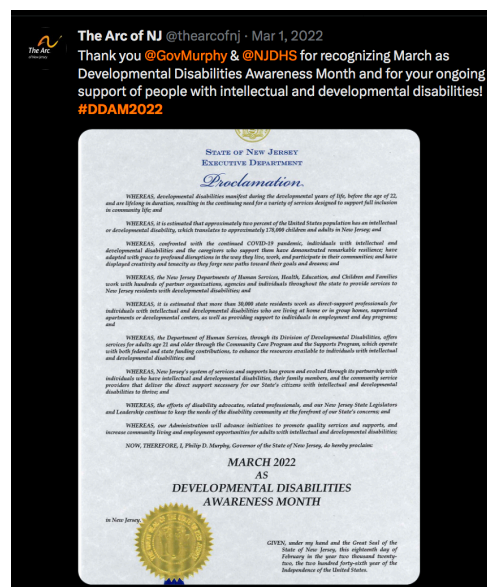 The Arc
The Arc of NJ @thearcofnj · Mar 1, 2022
Thank you @GovMurphy & @NJDHS for recognizing March as
Developmental Disabilities Awareness Month and for your ongoing
support of people with intellectual and developmental disabilities!
#DDAM2022
STATE OF NEW JERSEY
EXECUTIVE DEPARTMENT
Proclamation
WHEREAS, developmental disabilities manifest during the developmental years of life, before the age of 22,
and are lifelong in duration, resulting in the continuing need for a variety of services designed to support full inclusion
in community life; and
WHEREAS, it is estimated that approximately two percent of the United States population has an intellectual
or developmental disability, which translates to approximately 178,000 children and adults in New Jersey; and
WHEREAS, confronted with the continued COVID-19 pandemic, individuals with intellectual and
developmental disabilities and the caregivers who support them have demonstrated remarkable resilience; have
adapted with grace to profound disruptions in the way they live, work, and participate in their communities; and have
displayed creativity and tenacity as they forge new paths toward their goals and dreams; and
WHEREAS, the New Jersey Departments of Human Services, Health, Education, and Children and Families
work with hundreds of partner organizations, agencies and individuals throughout the state to provide services to
New Jersey residents with developmental disabilities; and
WHEREAS, it is estimated that more than 30,000 state residents work as direct-support professionals for
individuals with intellectual and developmental disabilities who are living at home or in group homes, supervised
apartments or developmental centers, as well as providing support to individuals in employment and day programs;
and
WHEREAS, the Department of Human Services, through its Division of Developmental Disabilities, offers
services for adults age 21 and older through the Community Care Program and the Supports Program, which operate
with both federal and state funding contributions, to enhance the resources available to individuals with intellectual
and developmental disabilities; and
WHEREAS, New Jersey's system of services and supports has grown and evolved through its partnership with
individuals who have intellectual and developmental disabilities, their family members, and the community service
providers that deliver the direct support necessary for our State's citizens with intellectual and developmental
disabilities to thrive; and
WHEREAS, the efforts of disability advocates, related professionals, and our New Jersey State Legislators
and Leadership continue to keep the needs of the disability community at the forefront of our State's concerns; and
WHEREAS, our Administration will advance initiatives to promote quality services and supports, and
increase community living and employment opportunities for adults with intellectual and developmental disabilities;
NOW, THEREFORE, I, Philip D. Murphy, Governor of the State of New Jersey, do hereby proclaim:
MARCH 2022
AS
DEVELOPMENTAL DISABILITIES
AWARENESS MONTH
in New Jersey.
GIVEN, under my hand and the Great Seal of the
State of New Jersey, this eighteenth day of
February in the year two thousand twenty-
two, the two hundred forty-sixth year of the
Independence of the United States.